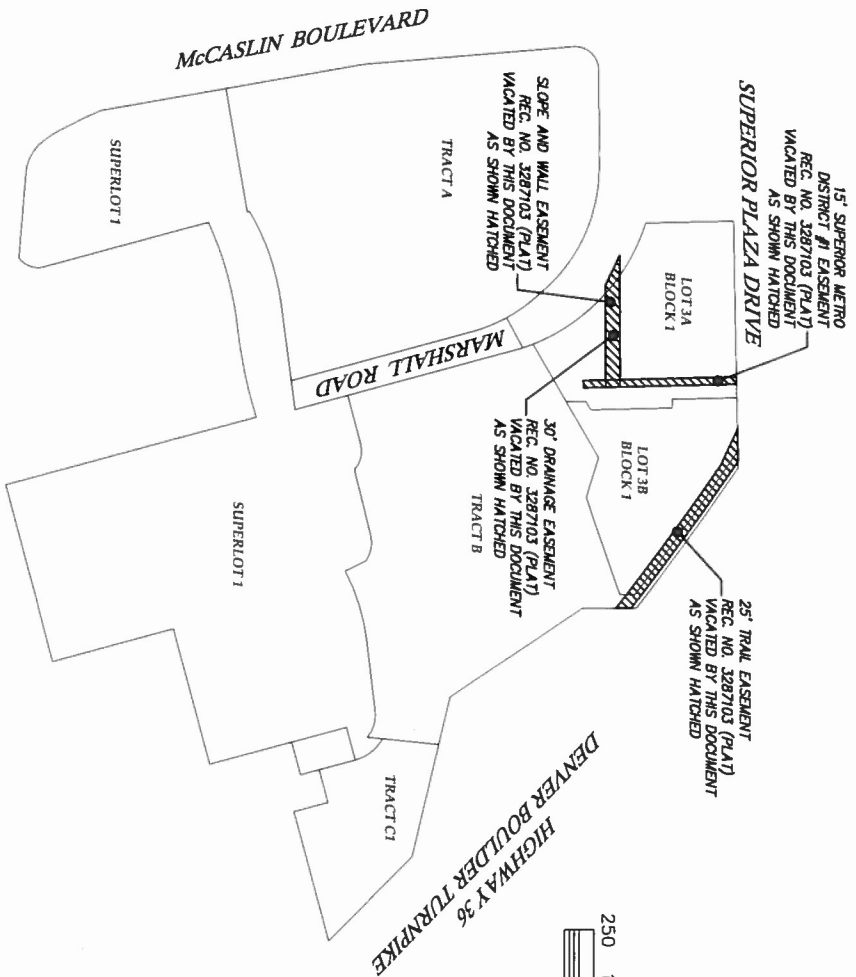 McCASLIN BOULEVARD
SUPERIOR PLAZA DRIVE
15' SUPERIOR METRO
DISTRICT #1 EASEMENT
REC. NO. 3287103 (PLAT)
VACATED BY THIS DOCUMENT
AS SHOWN HATCHED
SLOPE AND WALL EASEMENT
REC. NO. 3287103 (PLAT)
VACATED BY THIS DOCUMENT
AS SHOWN HATCHED
30' DRAINAGE EASEMENT
REC. NO. 3287103 (PLAT)
VACATED BY THIS DOCUMENT
AS SHOWN HATCHED
25' TRAIL EASEMENT
REC. NO. 3287103 (PLAT)
VACATED BY THIS DOCUMENT
AS SHOWN HATCHED
LOT 3A
BLOCK 1
LOT 3B
BLOCK 1
TRACT A
SUPERLOT 1
MARSHALL ROAD
TRACT B
SUPERLOT 1
TRACT C1
HIGHWAY 36
DENVER BOULDER TURNPIKE
250